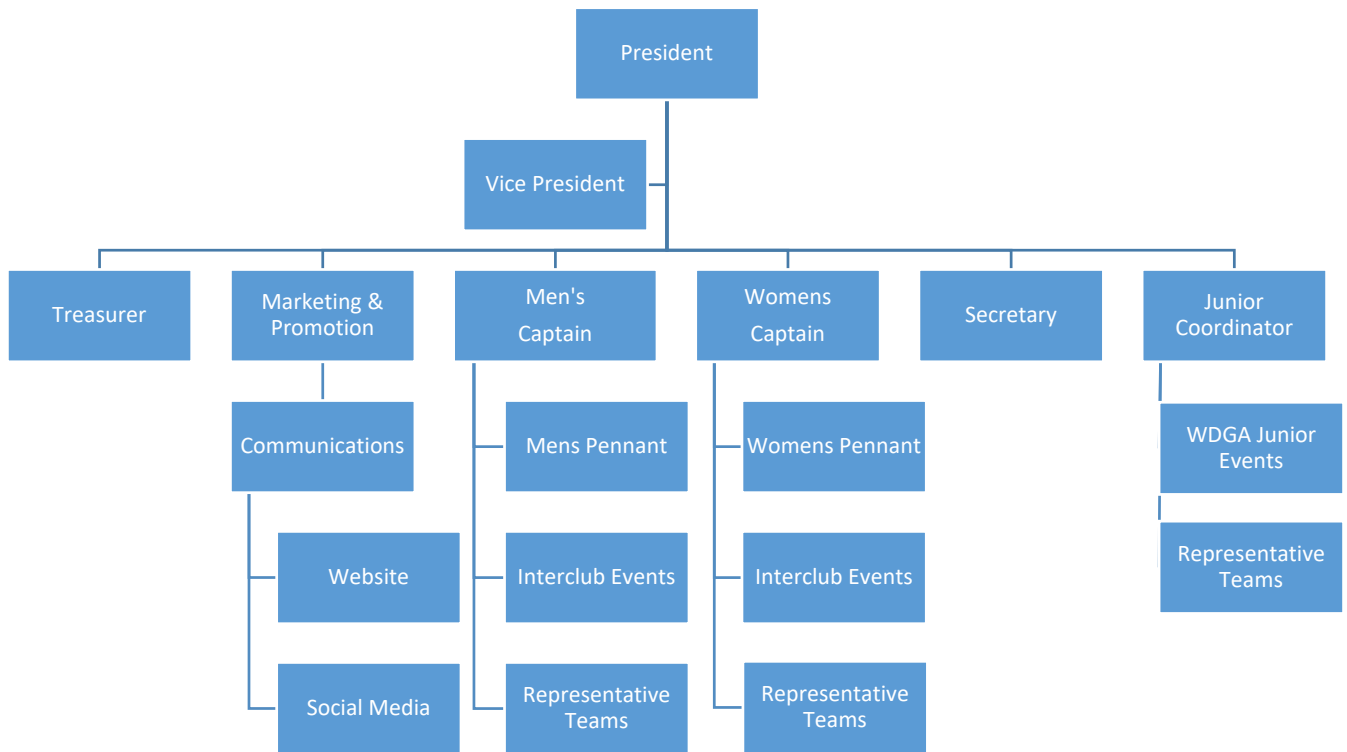 President
Vice President
Treasurer
Marketing &
Promotion
Men's
Captain
Womens
Captain
Secretary
Junior
Coordinator
Communications
Mens Pennant
Womens Pennant
WDGA Junior
Events
Website
Interclub Events
Interclub Events
Representative
Teams
Social Media
Representative
Teams
Representative
Teams